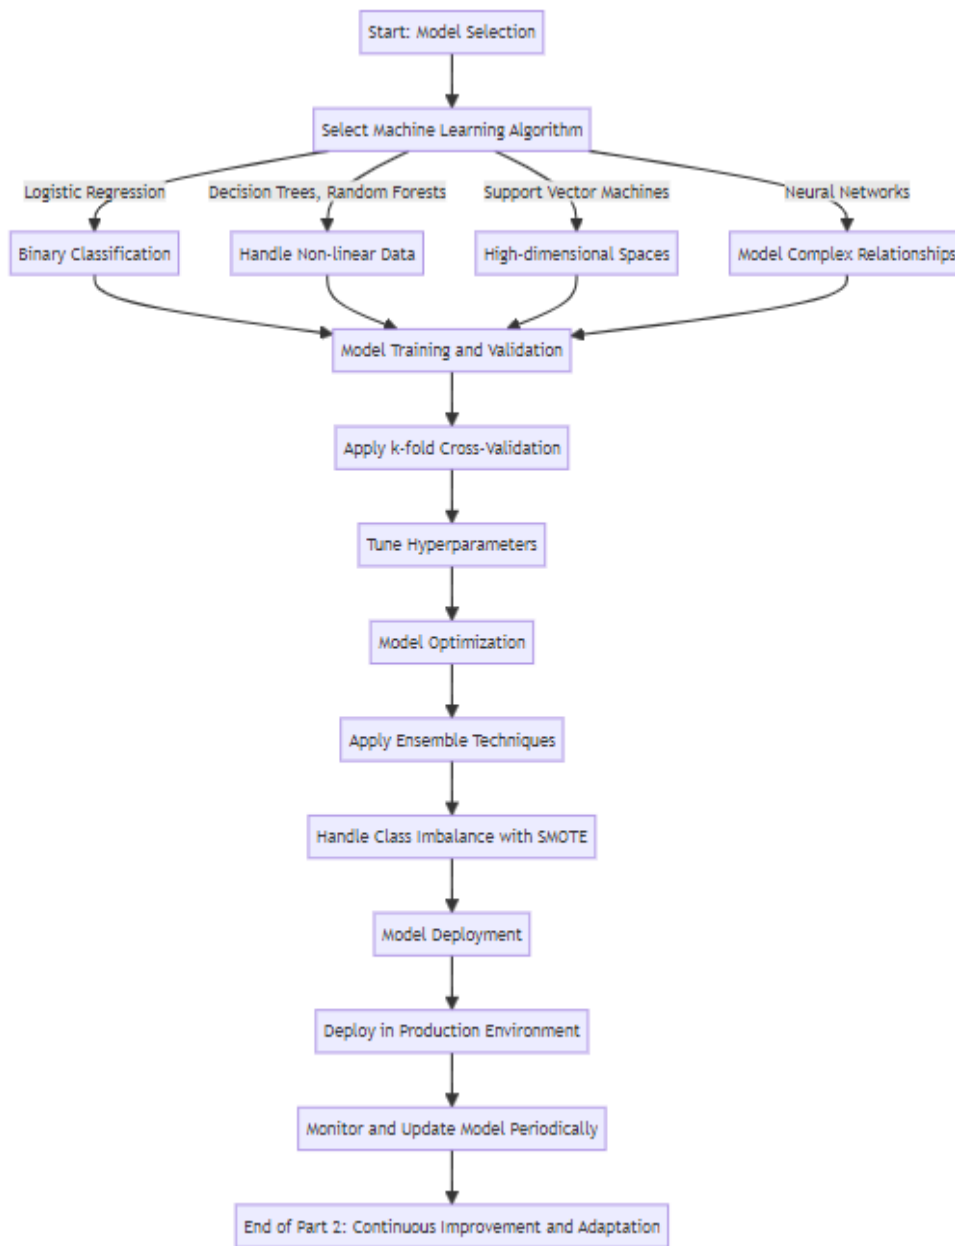 Start: Model Selection
Select Machine Learning Algorithm
Logistic Regression
Decision Trees, Random Forests
Support Vector Machines
Neural Networks
Binary Classification
Handle Non-linear Data
High-dimensional Spaces
Model Complex Relationships
Model Training and Validation
Apply k-fold Cross-Validation
Tune Hyperparameters
Model Optimization
Apply Ensemble Techniques
Handle Class Imbalance with SMOTE
Model Deployment
Deploy in Production Environment
Monitor and Update Model Periodically
End of Part 2: Continuous Improvement and Adaptation